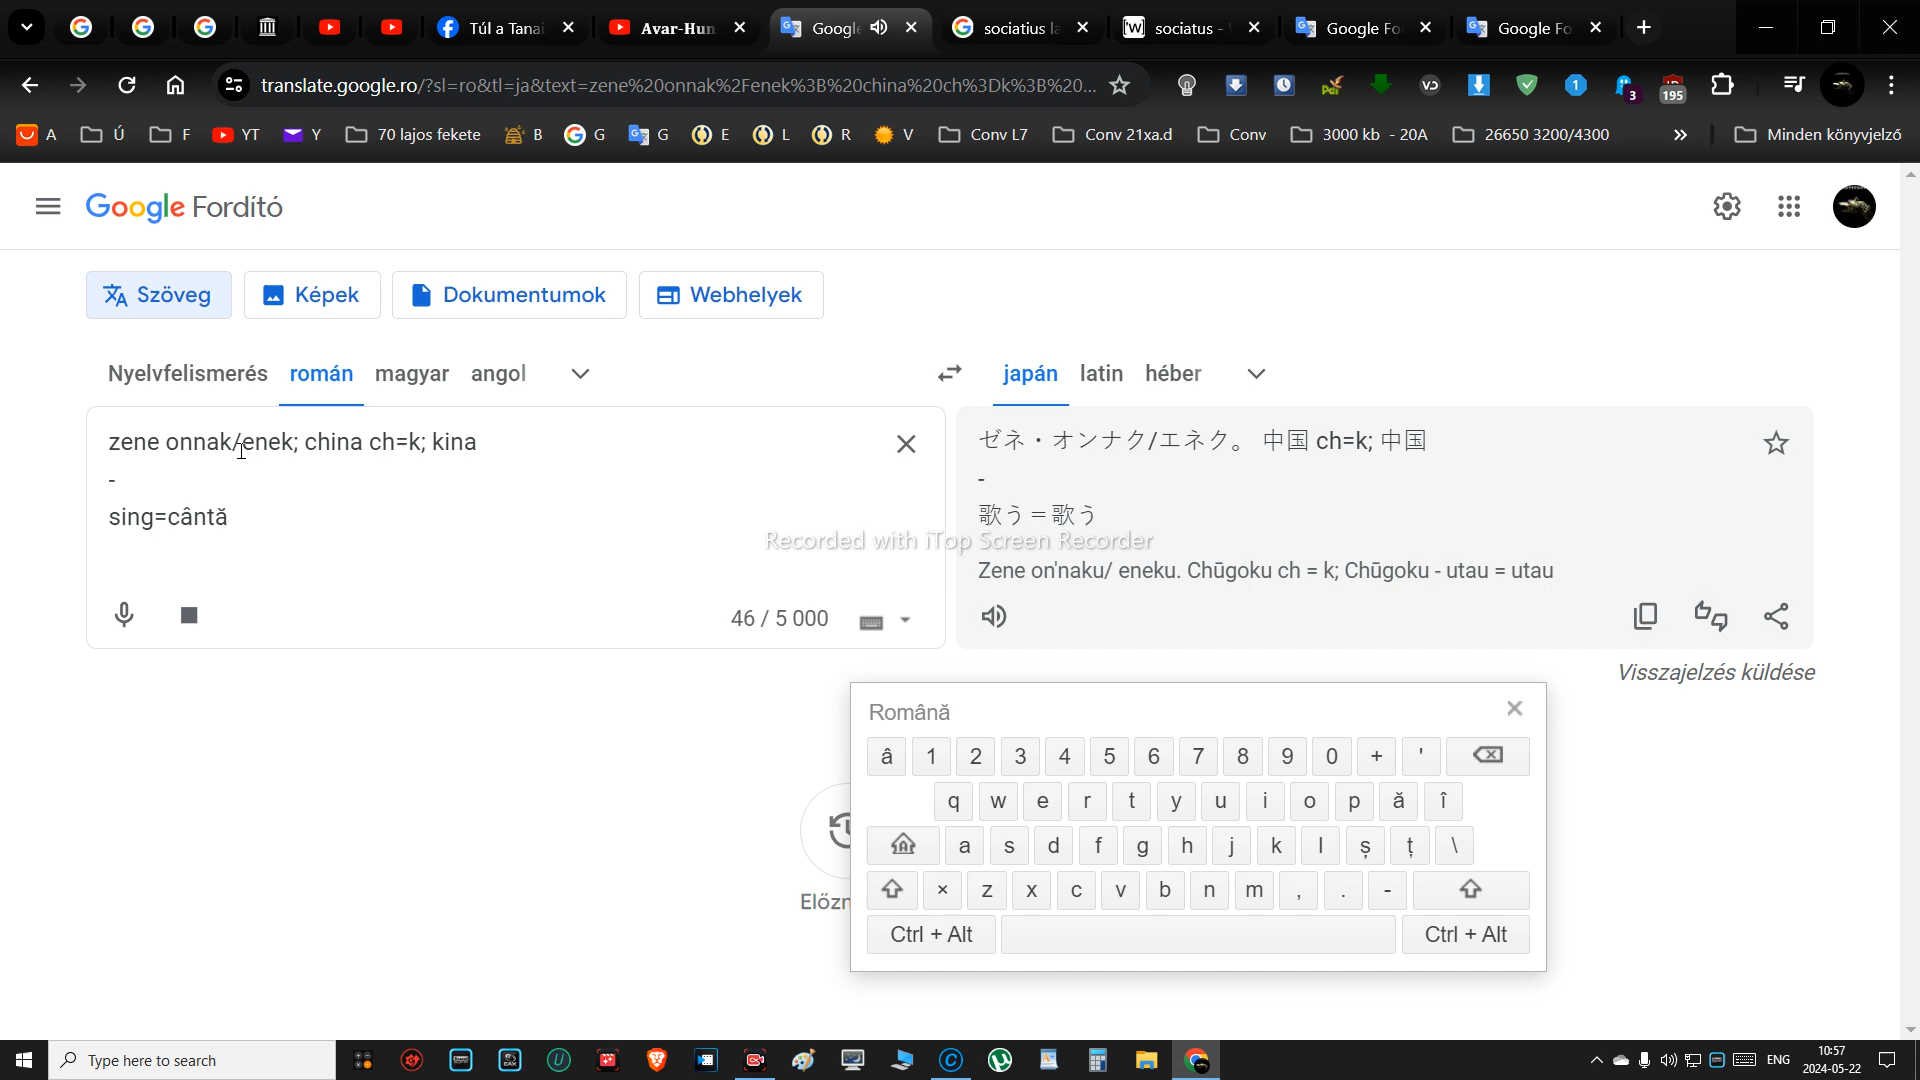 Túl a Tanai
Avar-Hun
Google
sociatius la
sociatus -
Google Fo
Google Fo
translate.google.ro/?sl=ro&tl=ja&text=zene%20onnak%2Fenek%3B%20china%20ch%3Dk%3B%20...
3
195
A
Ú
F
YT
Y
70 lajos fekete
B
G
G
E
L
R
V
Conv L7
Conv 21xa.d
Conv
3000 kb - 20A
26650 3200/4300
»
Minden könyvjelző
Google Fordító
Szöveg
Képek
Dokumentumok
Webhelyek
Nyelvfelismerés román magyar angol
japán latin héber
zene onnak/enek; china ch=k; kina
-
sing=cântă
46 / 5 000
ゼネ・オンナク/エネク。 中国 ch=k; 中国
-
歌う＝歌う
Recorded with iTop Screen Recorder
Zene on'naku/ eneku. Chūgoku ch = k; Chūgoku - utau = utau
Visszajelzés küldése
Előzm
Română
â 1 2 3 4 5 6 7 8 9 0 + '
q w e r t y u i o p ă î
a s d f g h j k l ș ț \
× z x c v b n m , . -
Ctrl + Alt
Ctrl + Alt
Type here to search
ENG
10:57
2024-05-22